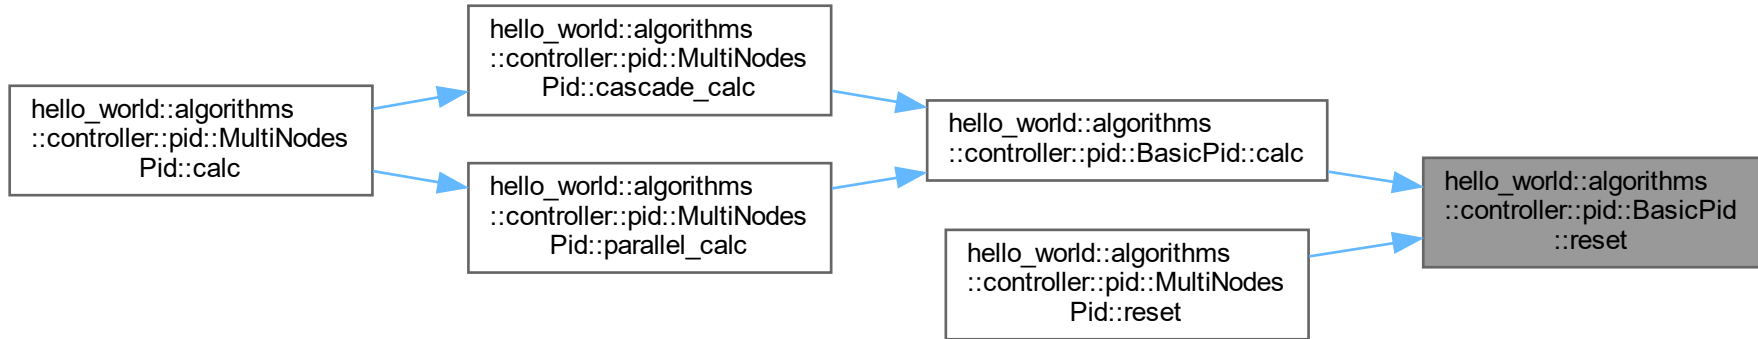 hello_world::algorithms
::controller::pid::MultiNodes
Pid::calc
hello_world::algorithms
::controller::pid::MultiNodes
Pid::cascade_calc
hello_world::algorithms
::controller::pid::MultiNodes
Pid::parallel_calc
hello_world::algorithms
::controller::pid::BasicPid::calc
hello_world::algorithms
::controller::pid::MultiNodes
Pid::reset
hello_world::algorithms
::controller::pid::BasicPid
::reset